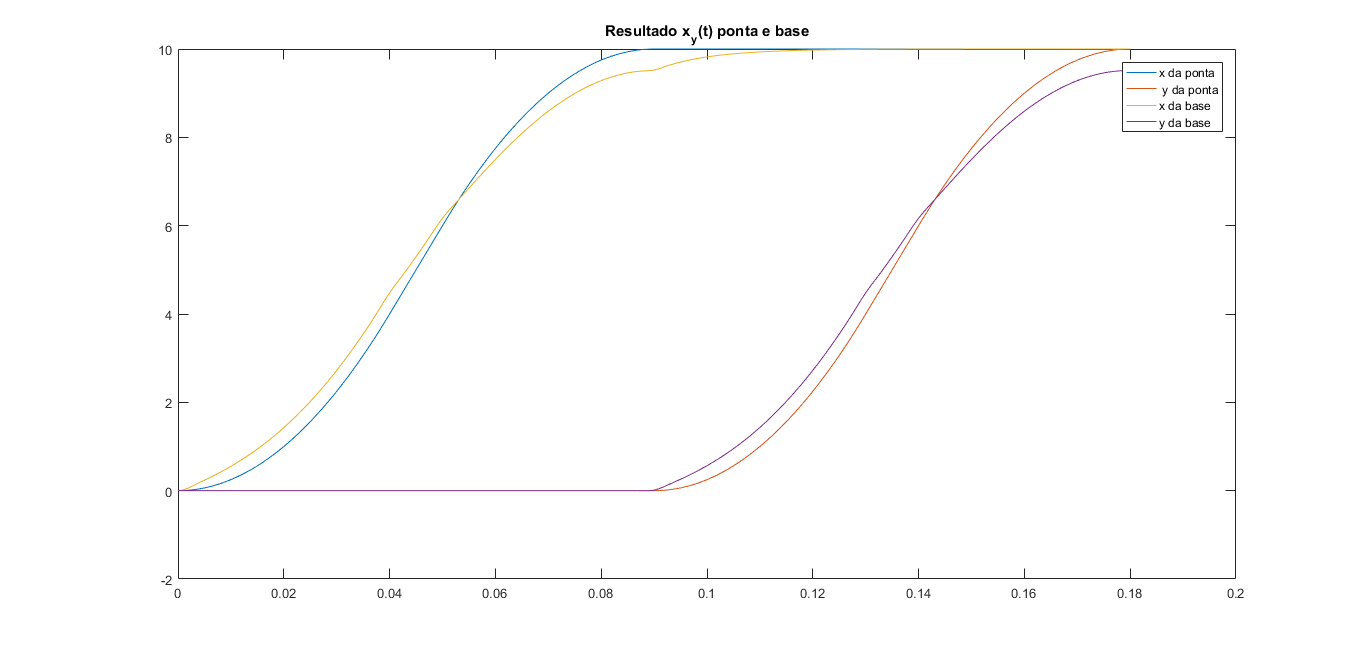 Resultado x_y(t) ponta e base
10
8
6
4
2
0
-2
0 0.02 0.04 0.06 0.08 0.1 0.12 0.14 0.16 0.18 0.2
x da ponta
y da ponta
x da base
y da base